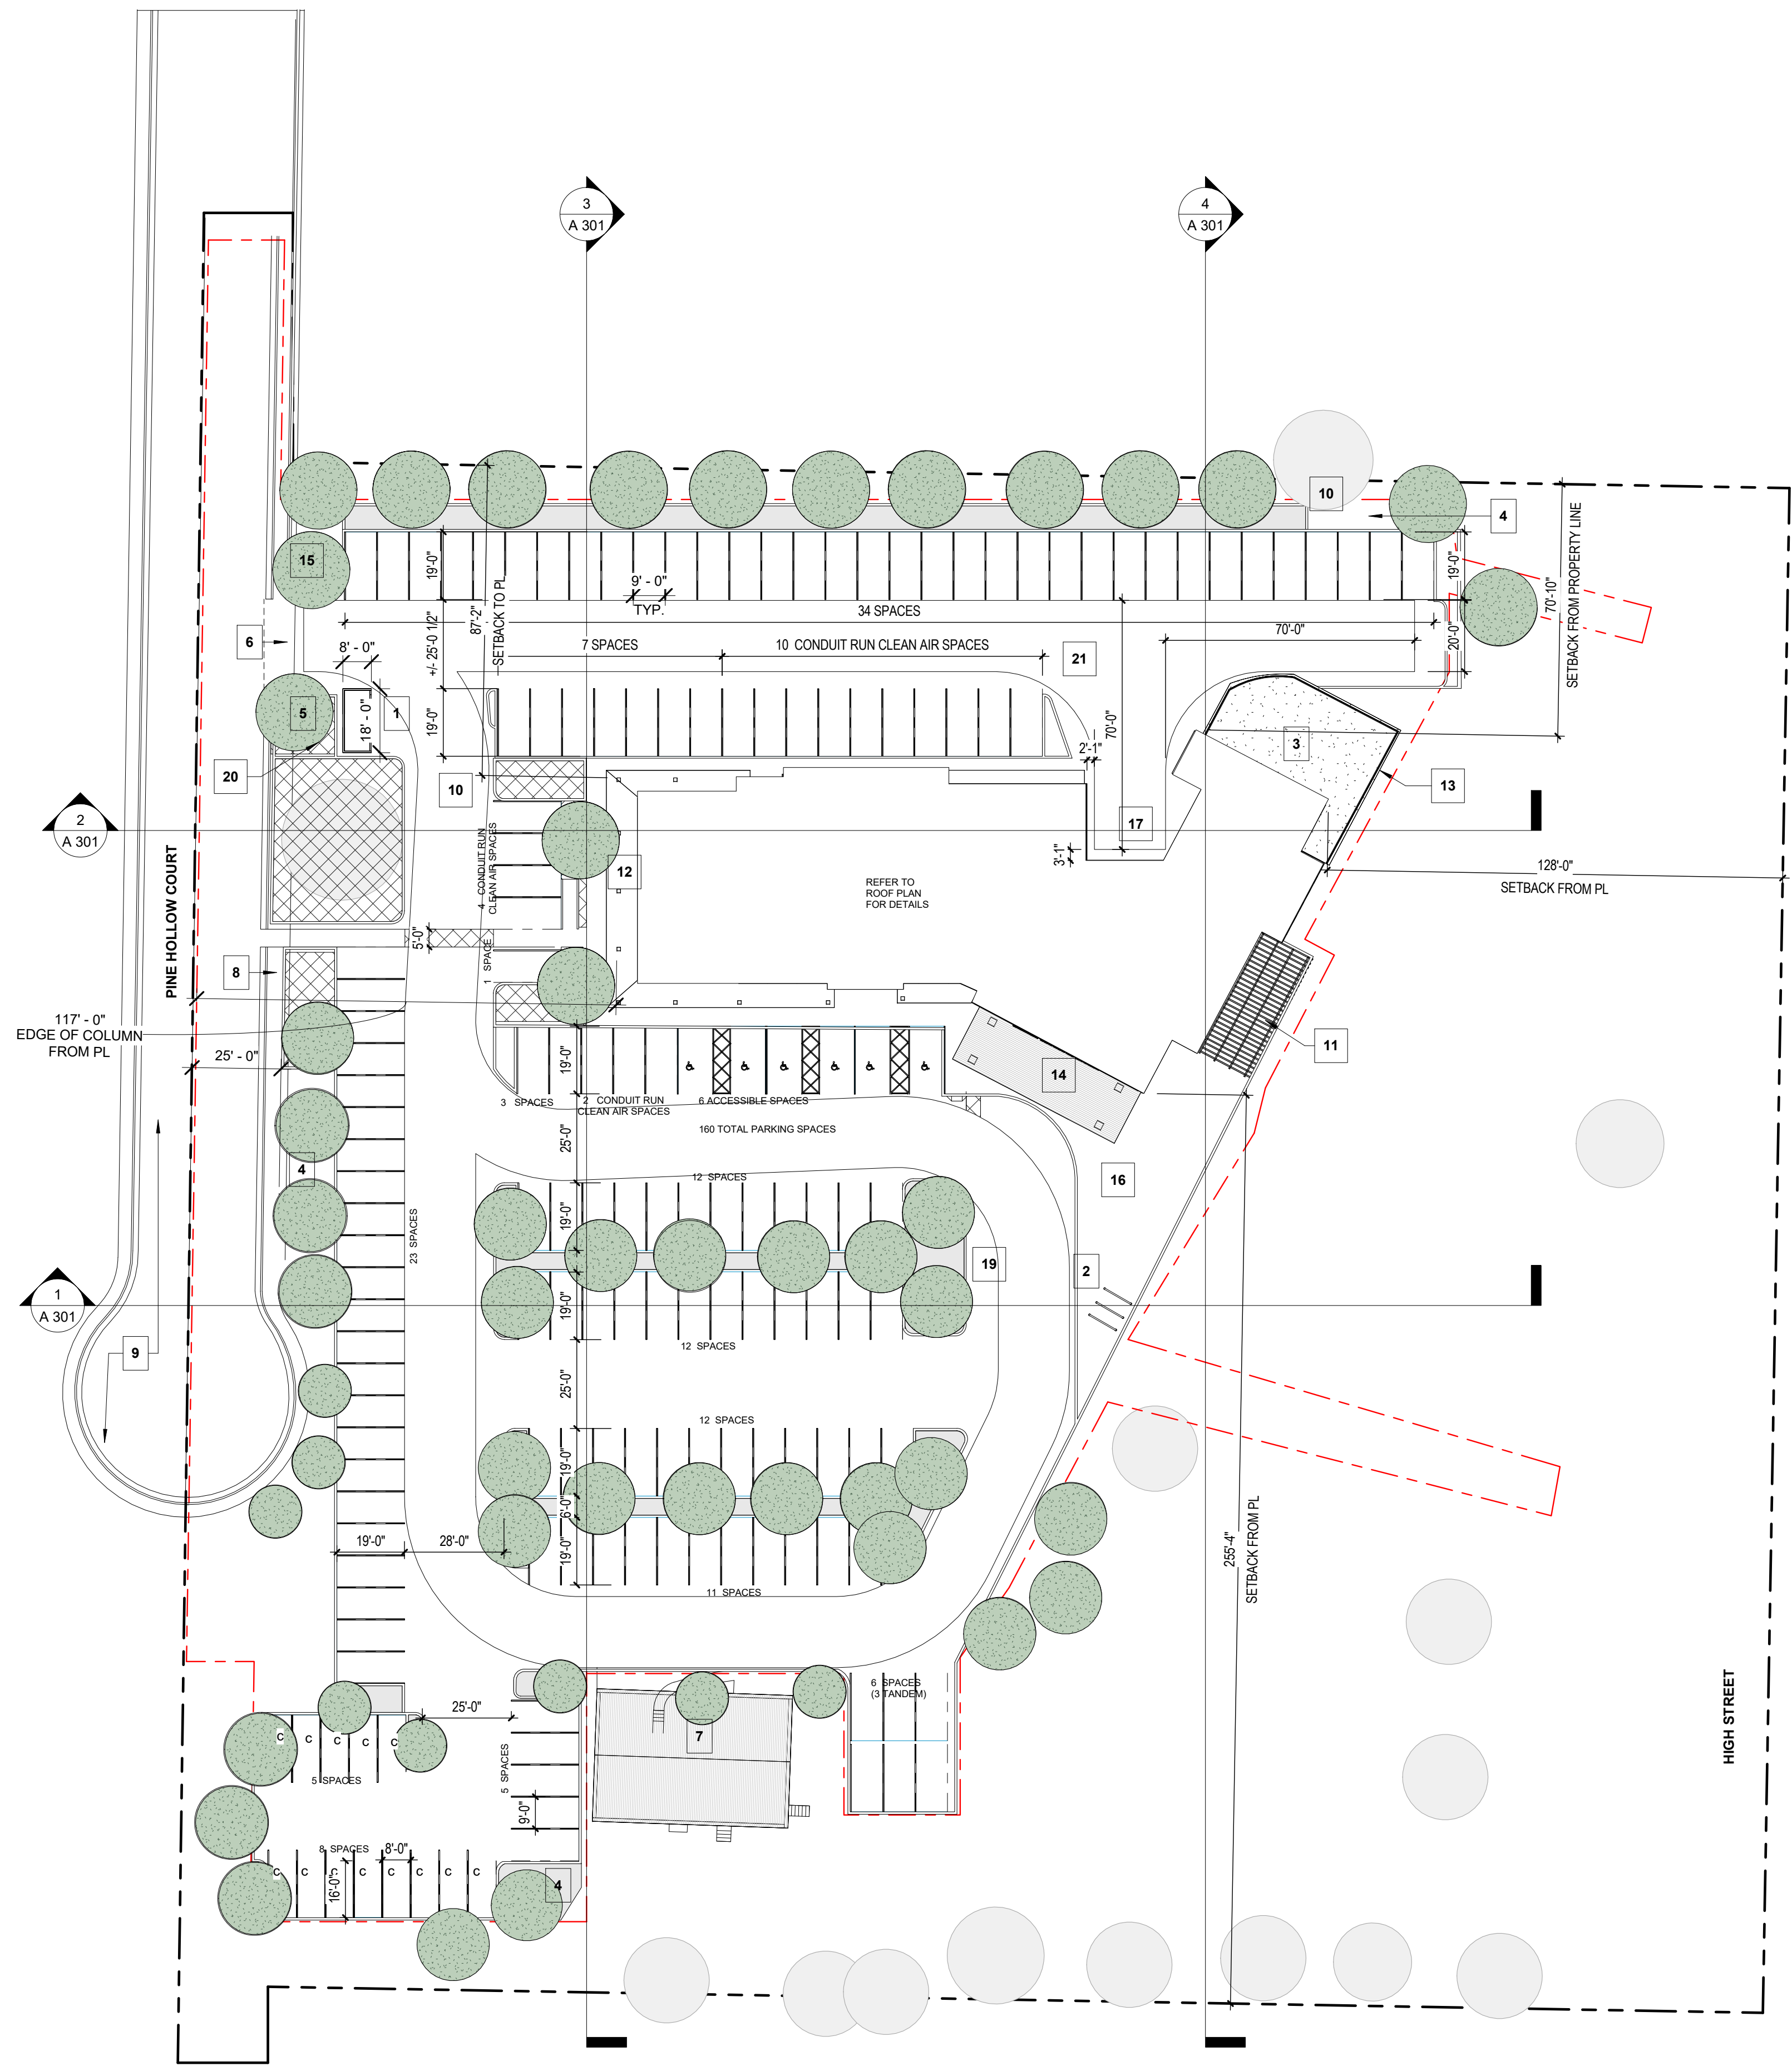 3
A 301
4
A 301
10
4
15
19'-0"
9' - 0"
TYP.
34 SPACES
19'-0"
70'-10"
SETBACK FROM PROPERTY LINE
87'-2"
SETBACK TO PL
6
8' - 0"
+/- 25'-0 1/2"
7 SPACES
10 CONDUIT RUN CLEAN AIR SPACES
21
70'-0"
20'-0"
5
18' - 0"
1
19'-0"
70'-0"
2'-1"
3
20
10
13
2
A 301
4 CONDUIT RUN
CLEAN AIR SPACES
12
17
3'-1"
REFER TO
ROOF PLAN
FOR DETAILS
128'-0"
SETBACK FROM PL
PINE HOLLOW COURT
5'-0"
8
1 SPACE
117' - 0"
EDGE OF COLUMN
FROM PL
25' - 0"
11
19'-0"
14
3 SPACES
2 CONDUIT RUN
CLEAN AIR SPACES
6 ACCESSIBLE SPACES
160 TOTAL PARKING SPACES
25'-0"
4
12 SPACES
16
19'-0"
23 SPACES
19
2
1
A 301
19'-0"
9
12 SPACES
25'-0"
12 SPACES
19'-0"
6'-0"
19'-0"
19'-0"
28'-0"
11 SPACES
255'-4"
SETBACK FROM PL
6 SPACES
(3 TANDEM)
25'-0"
7
C C C C C
5 SPACES
5 SPACES
9'-0"
8 SPACES
8'-0"
C C C C C C C C
16'-0"
4
HIGH STREET